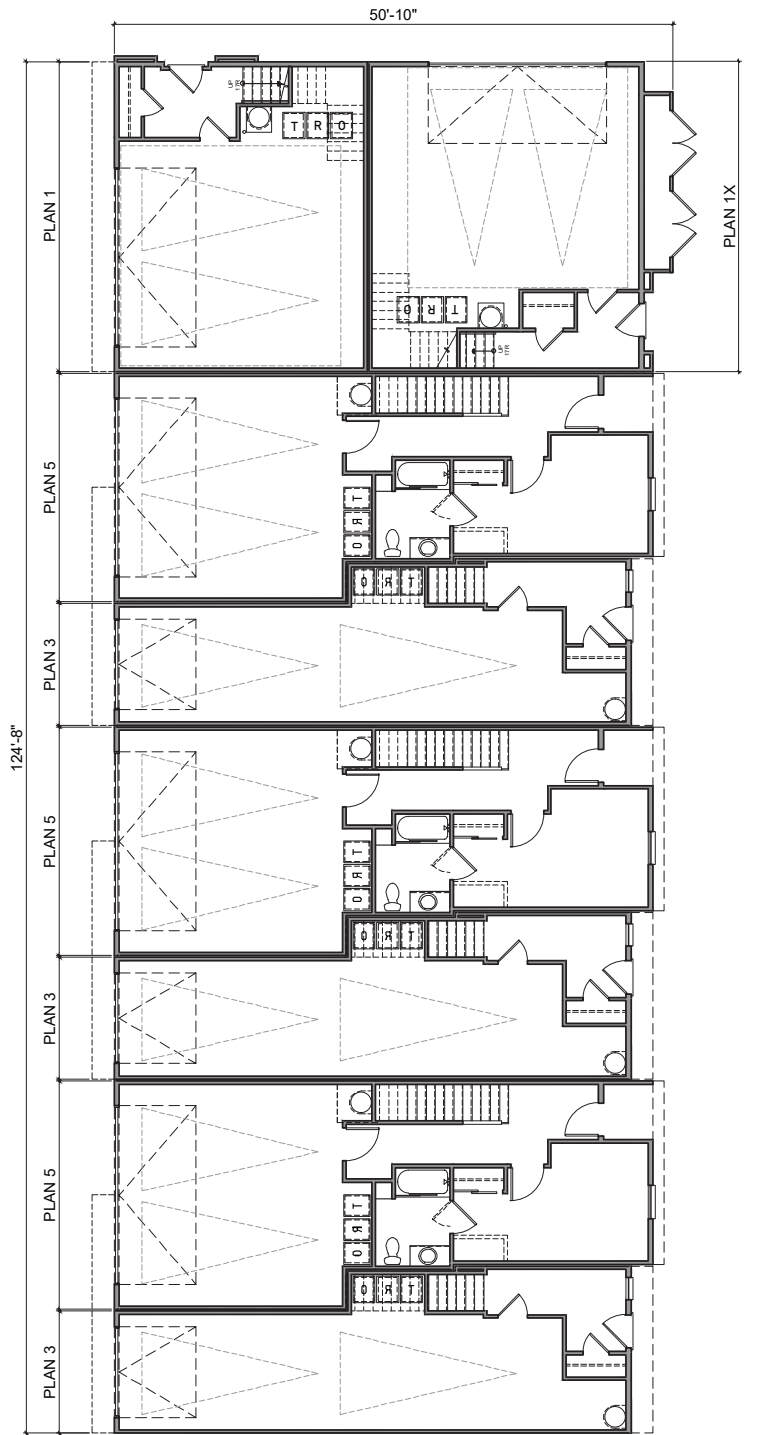 50'-10"
UP
17R
T R O
PLAN 1
PLAN 1X
T R O
UP
17R
PLAN 5
T
R
O
O R T
PLAN 3
124'-8"
PLAN 5
T
R
O
O R T
PLAN 3
PLAN 5
T
R
O
O R T
PLAN 3